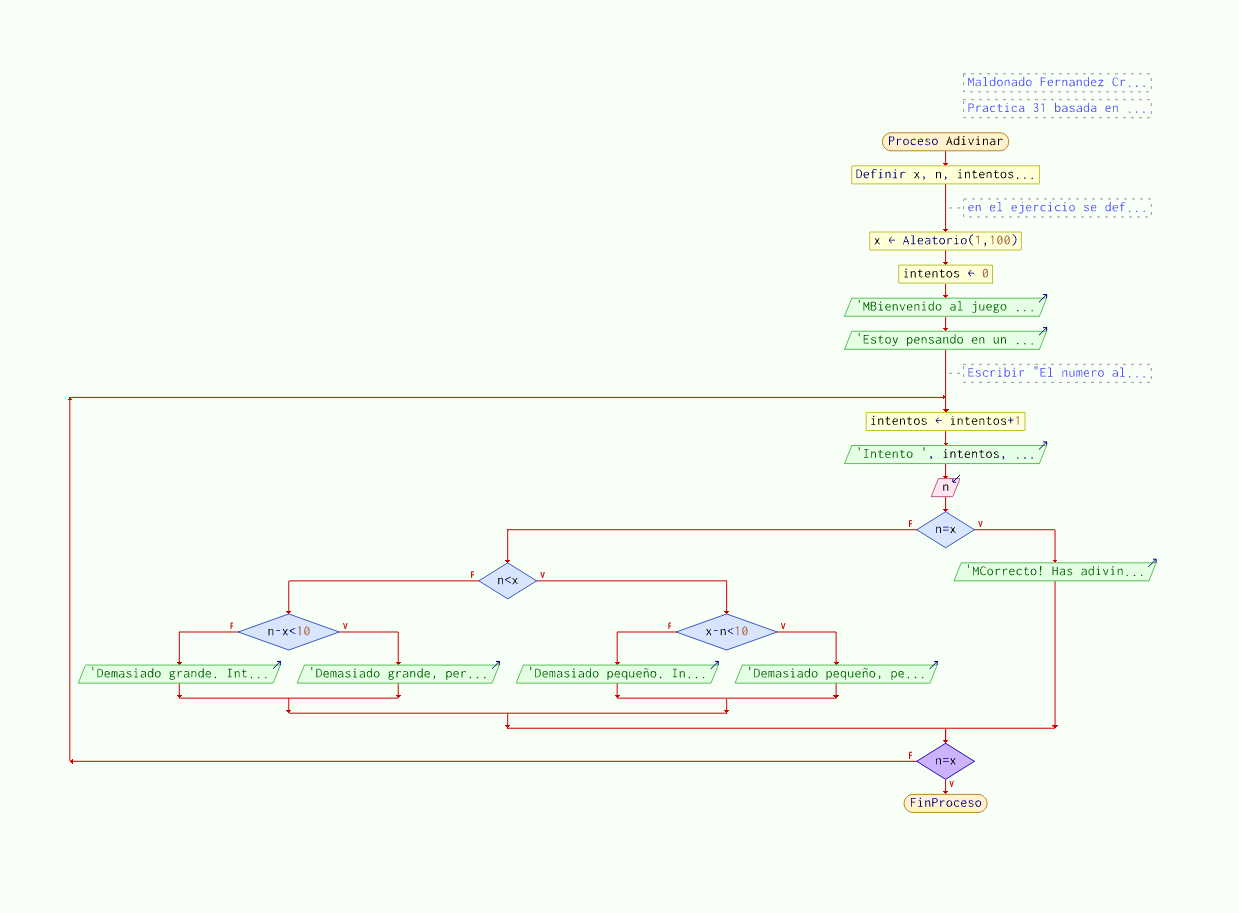 Maldonado Fernandez Cr...
Practica 31 basada en ...
Proceso Adivinar
Definir x, n, intentos...
en el ejercicio se def...
x ← Aleatorio(1,100)
intentos ← 0
'MBienvenido al juego ...
'Estoy pensando en un ...
Escribir "El numero al...
intentos ← intentos+1
'Intento ', intentos, ...
n
F n=x V
'MCorrecto! Has adivin...
F n<x V
F n-x<10 V
F x-n<10 V
'Demasiado grande. Int...
'Demasiado grande, per...
'Demasiado pequeño. In...
'Demasiado pequeño, pe...
F n=x
V
FinProceso